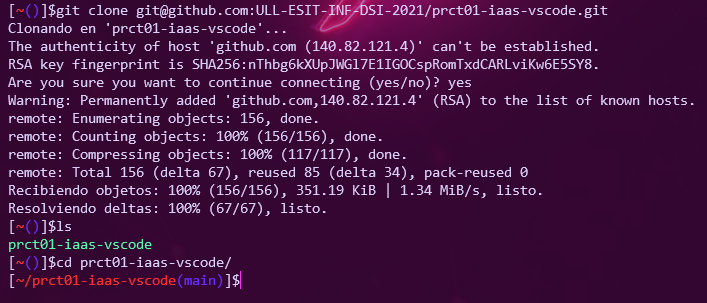 [~()]$git clone git@github.com:ULL-ESIT-INF-DSI-2021/prct01-iaas-vscode.git
Clonando en 'prct01-iaas-vscode'...
The authenticity of host 'github.com (140.82.121.4)' can't be established.
RSA key fingerprint is SHA256:nThbg6kXUpJWGl7E1IGOCspRomTxdCARLviKw6E5SY8.
Are you sure you want to continue connecting (yes/no)? yes
Warning: Permanently added 'github.com,140.82.121.4' (RSA) to the list of known hosts.
remote: Enumerating objects: 156, done.
remote: Counting objects: 100% (156/156), done.
remote: Compressing objects: 100% (117/117), done.
remote: Total 156 (delta 67), reused 85 (delta 34), pack-reused 0
Recibiendo objetos: 100% (156/156), 351.19 KiB | 1.34 MiB/s, listo.
Resolviendo deltas: 100% (67/67), listo.
[~()]$ls
prct01-iaas-vscode
[~()]$cd prct01-iaas-vscode/
[~/prct01-iaas-vscode(main)]$